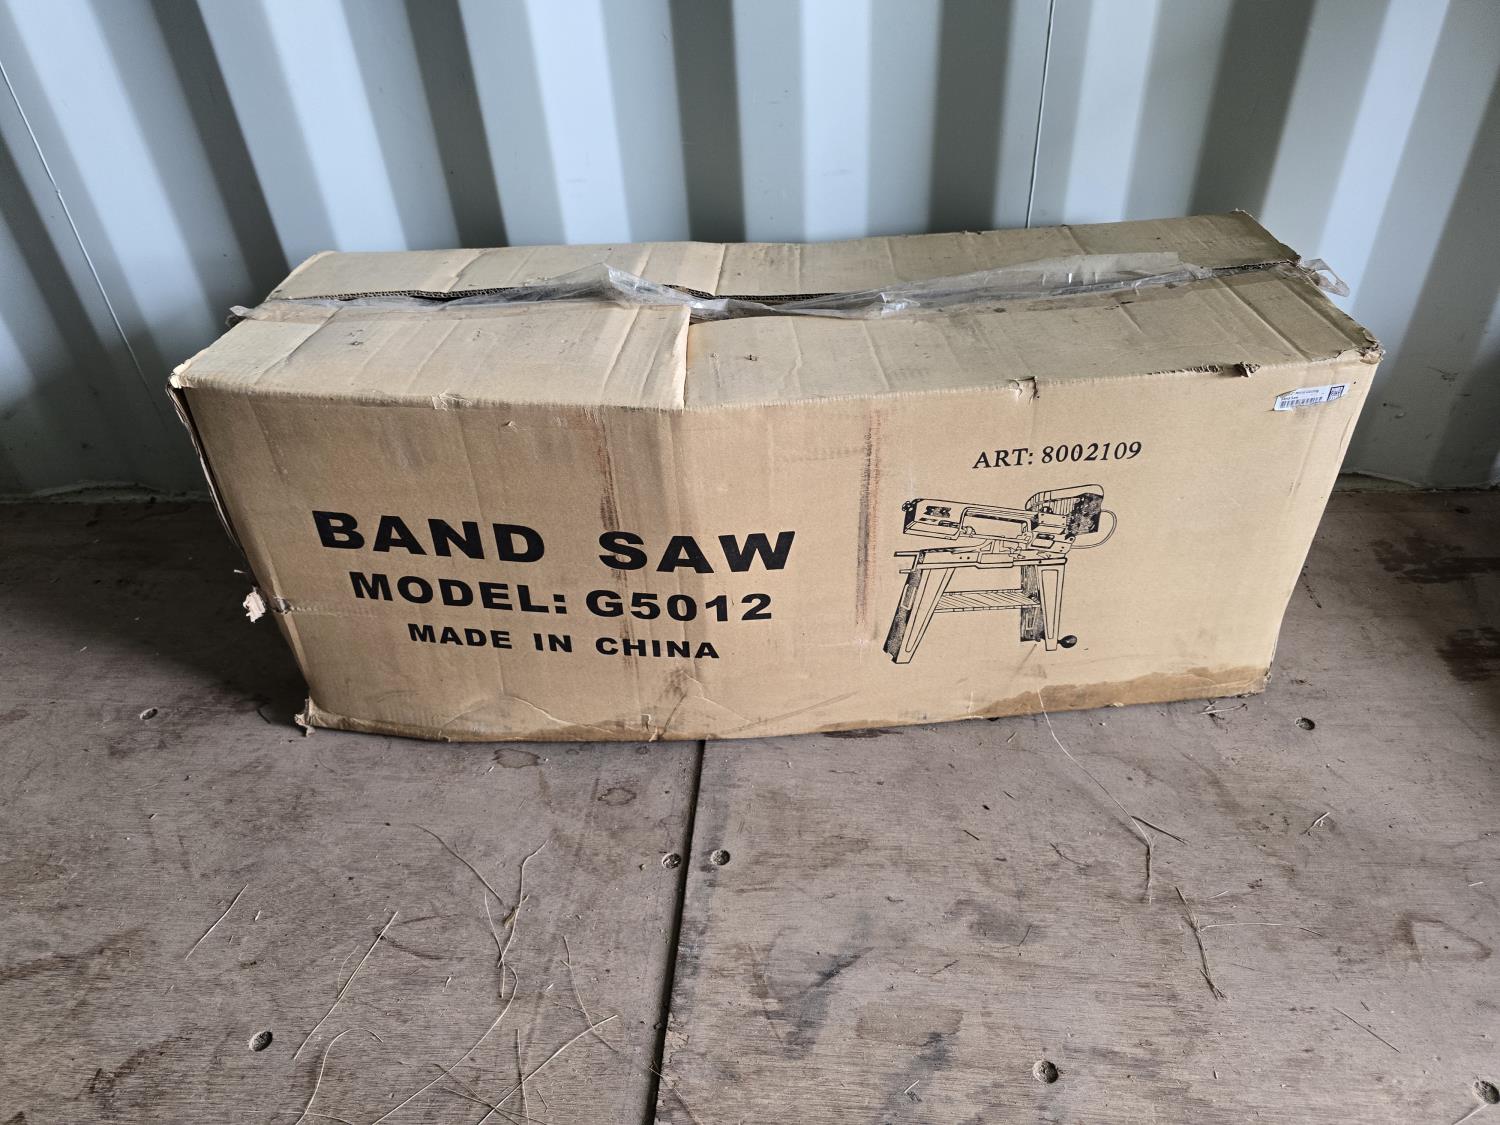 ART: 8002109
BAND SAW
MODEL: G5012
MADE IN CHINA